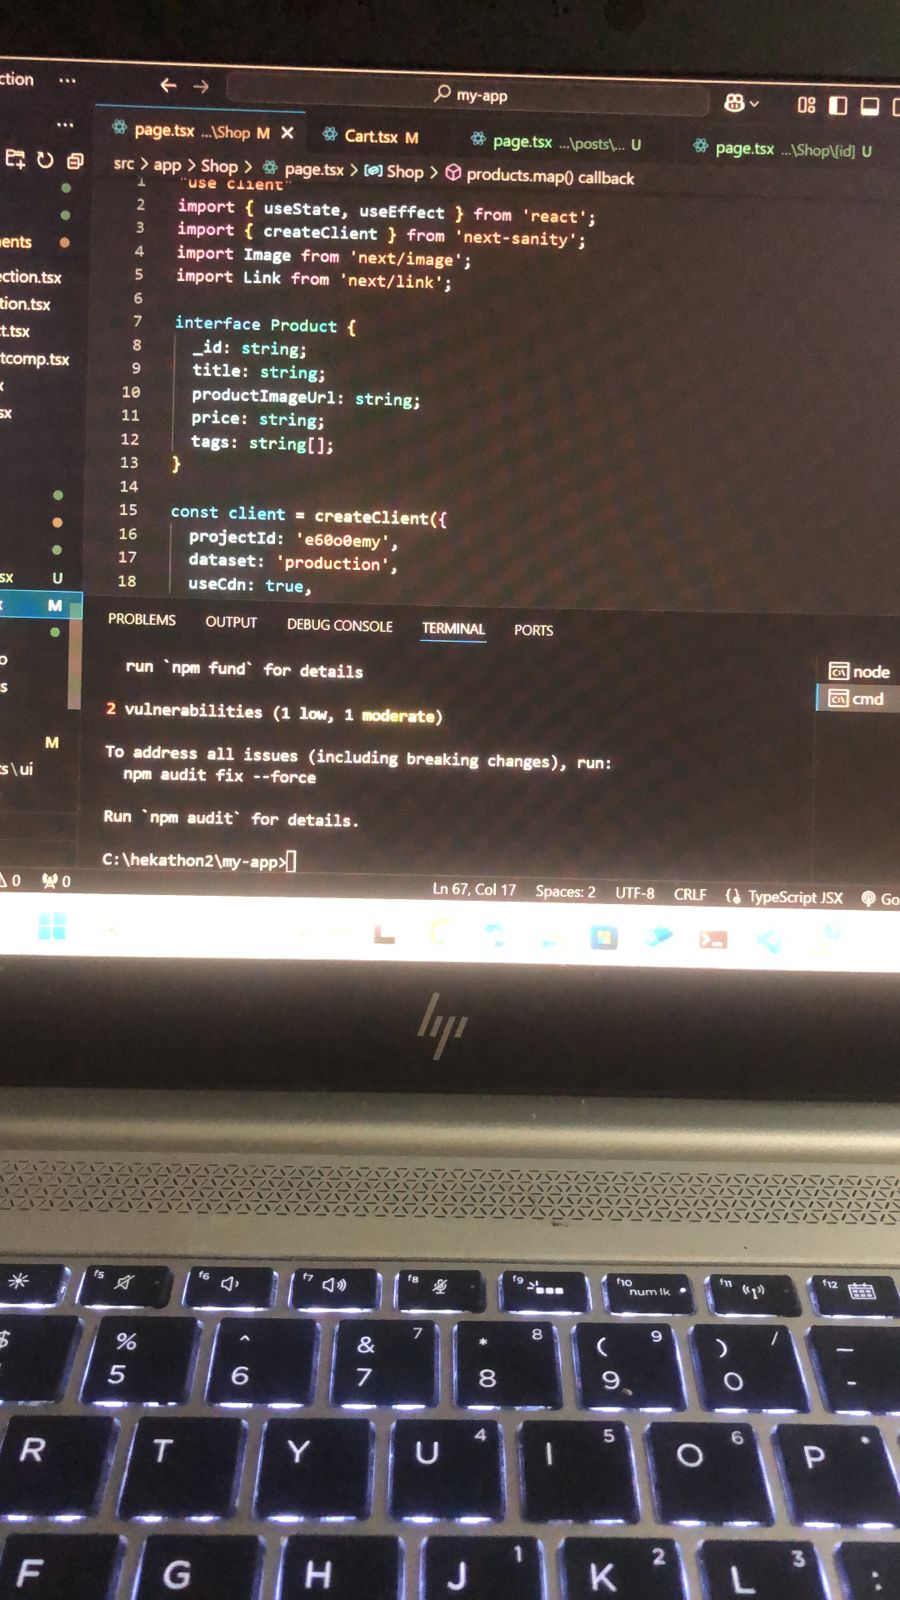 ction ...
my-app
page.tsx ...\Shop M
Cart.tsx M
page.tsx ...\posts\... U
page.tsx ...\Shop\[id] U
src > app > Shop > page.tsx > Shop > products.map() callback
1 "use client"
2 import { useState, useEffect } from 'react';
3 import { createClient } from 'next-sanity';
4 import Image from 'next/image';
5 import Link from 'next/link';
6
7 interface Product {
8 _id: string;
9 title: string;
10 productImageUrl: string;
11 price: string;
12 tags: string[];
13 }
14
15 const client = createClient({
16 projectId: 'e60o0emy',
17 dataset: 'production',
18 useCdn: true,
ents
ection.tsx
tion.tsx
t.tsx
tcomp.tsx
x
sx
sx U
M
o
s
M
s\ui
PROBLEMS OUTPUT DEBUG CONSOLE TERMINAL PORTS
run `npm fund` for details
2 vulnerabilities (1 low, 1 moderate)
To address all issues (including breaking changes), run:
npm audit fix --force
Run `npm audit` for details.
C:\hekathon2\my-app>
node
cmd
0 0 Ln 67, Col 17 Spaces: 2 UTF-8 CRLF TypeScript JSX Go
hp
f5 f6 f7 f8 f9 f10 num lk f11 f12
$ % 5 ^ 6 & 7 7 * 8 8 ( 9 9 ) 0 / -
R T Y U 4 I 5 O 6 P *
F G H J 1 K 2 L 3 :